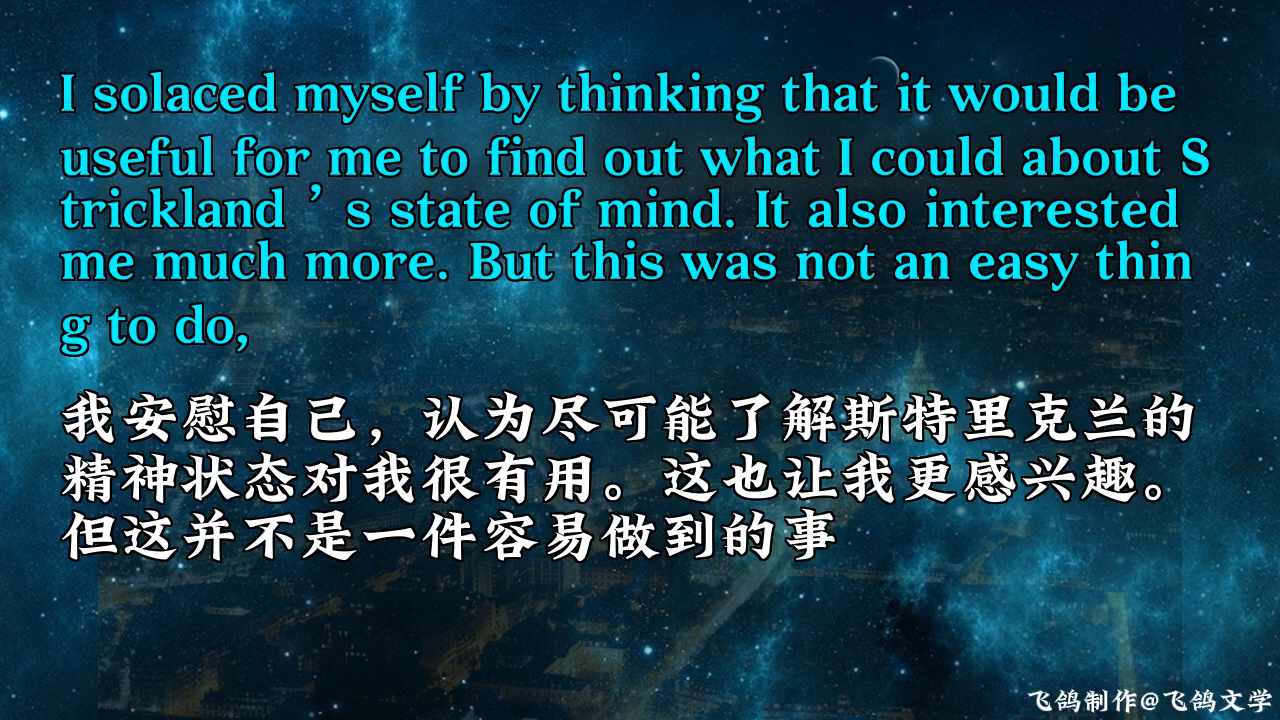 I solaced myself by thinking that it would be
useful for me to find out what I could about S
trickland ’ s state of mind. It also interested
me much more. But this was not an easy thin
g to do,
我安慰自己，认为尽可能了解斯特里克兰的
精神状态对我很有用。这也让我更感兴趣。
但这并不是一件容易做到的事
飞鸽制作@飞鸽文学